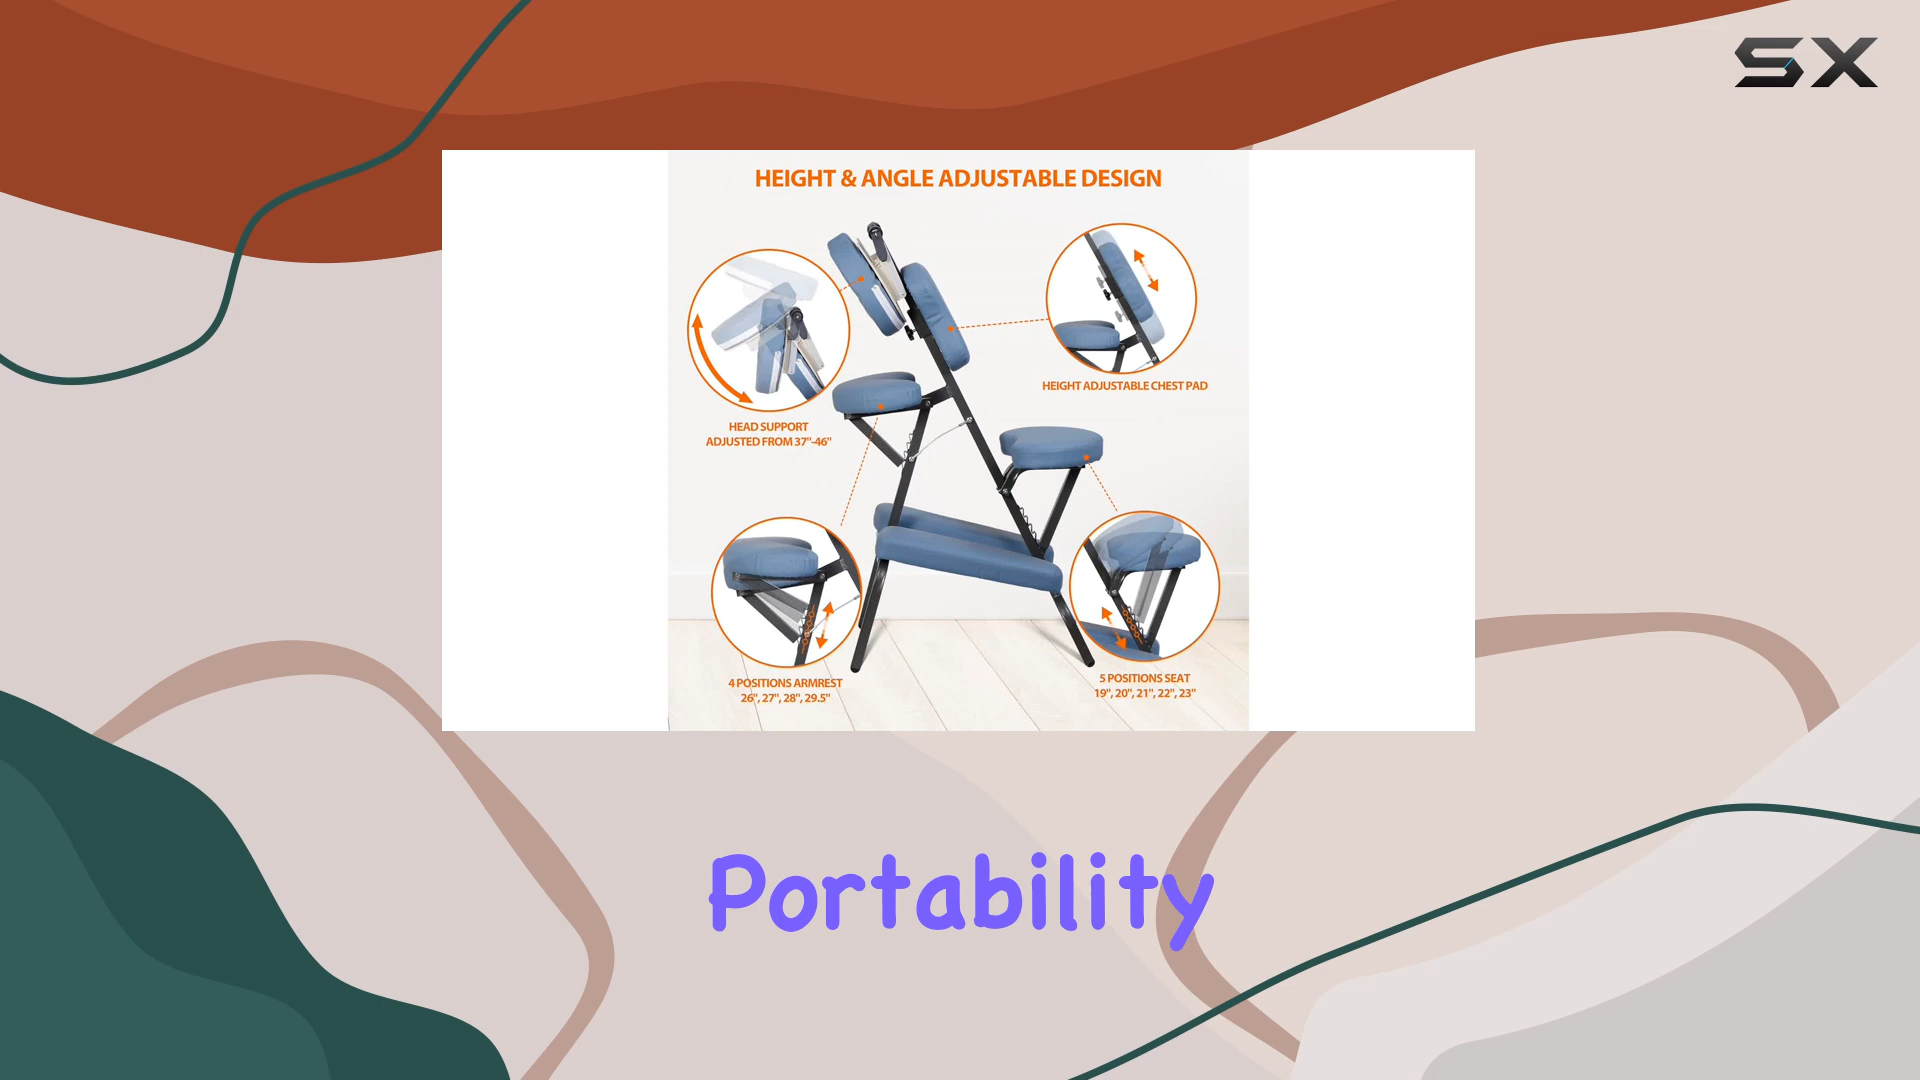 SX
HEIGHT & ANGLE ADJUSTABLE DESIGN
HEIGHT ADJUSTABLE CHEST PAD
HEAD SUPPORT
ADJUSTED FROM 37"-46"
4 POSITIONS ARMREST
26", 27", 28", 29.5"
5 POSITIONS SEAT
19", 20", 21", 22", 23"
Portability